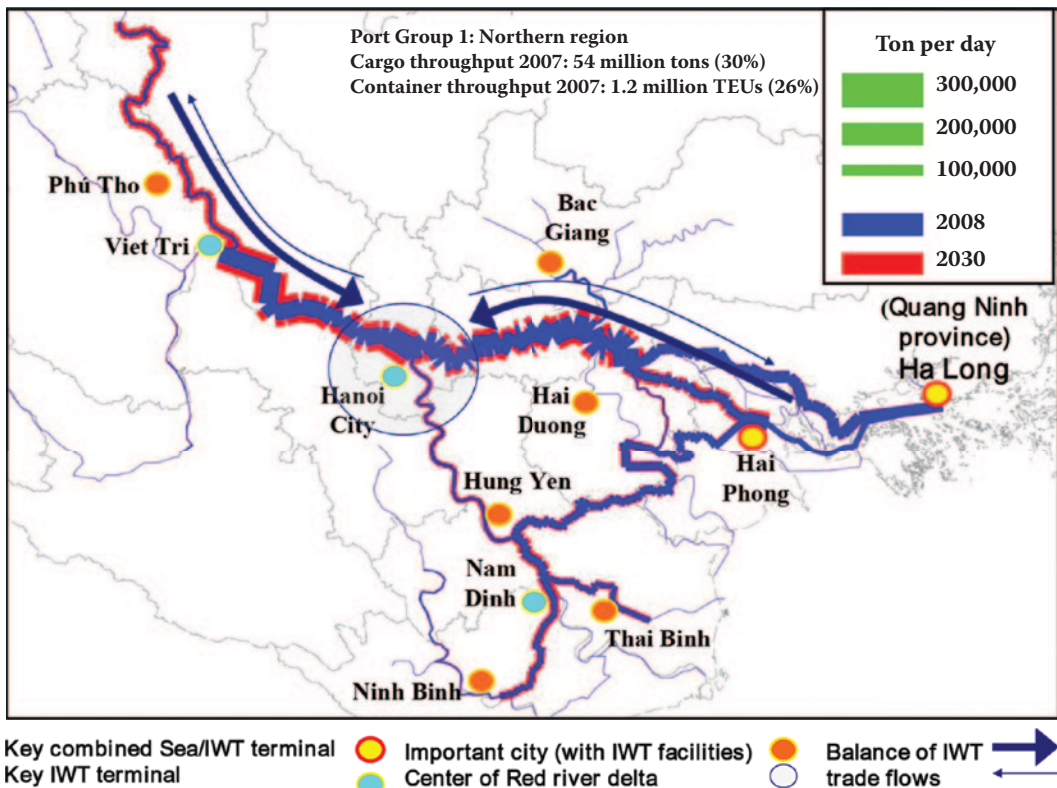 Port Group 1: Northern region
Cargo throughput 2007: 54 million tons (30%)
Container throughput 2007: 1.2 million TEUs (26%)
Ton per day
300,000
200,000
100,000
2008
2030
Phú Tho
Viet Tri
Bac
Giang
(Quang Ninh
province)
Ha Long
Hanoi
City
Hai
Duong
Hai
Phong
Hung Yen
Nam
Dinh
Thai Binh
Ninh Binh
Key combined Sea/IWT terminal
Key IWT terminal
Important city (with IWT facilities)
Center of Red river delta
Balance of IWT
trade flows